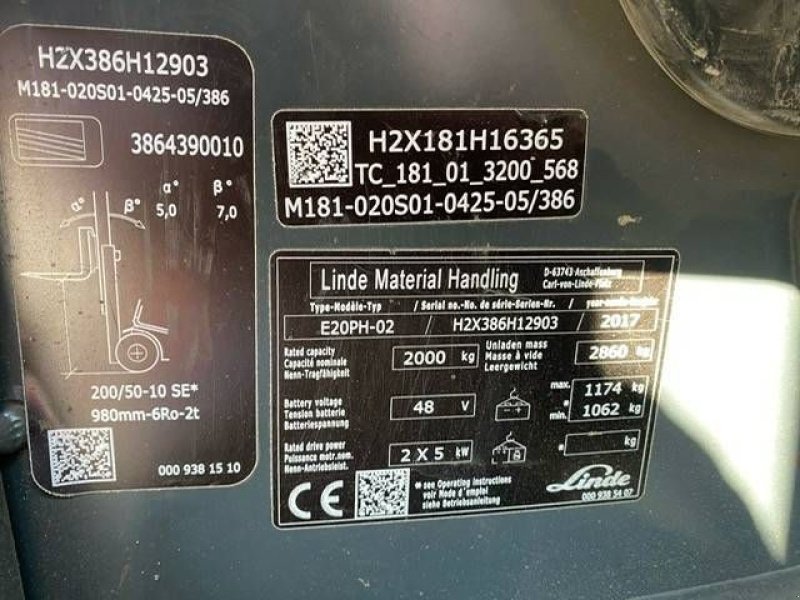 H2X386H12903
M181-020S01-0425-05/386
3864390010
α° β°
α° β° 5,0 7,0
200/50-10 SE*
980mm-6Ro-2t
000 938 15 10
H2X181H16365
TC_181_01_3200_568
M181-020S01-0425-05/386
Linde Material Handling
D-63743 Aschaffenburg
Carl-von-Linde-Platz
Type-Modèle-Typ / Serial no.-No. de série-Serien-Nr. /
E20PH-02 / H2X386H12903 / 2017
Rated capacity
Capacité nominale
Nenn-Tragfähigkeit
2000 kg
Unladen mass
Masse à vide
Leergewicht
2860 kg
Battery voltage
Tension batterie
Batteriespannung
48 V
max. 1174 kg
* min. 1062 kg
Rated drive power
Puissance motr.nom.
Nenn-Antriebsleist.
2 X 5 kW
* kg
CE
* see Operating Instructions
voir Mode d'emploi
siehe Betriebsanleitung
Linde
000 938 54 07